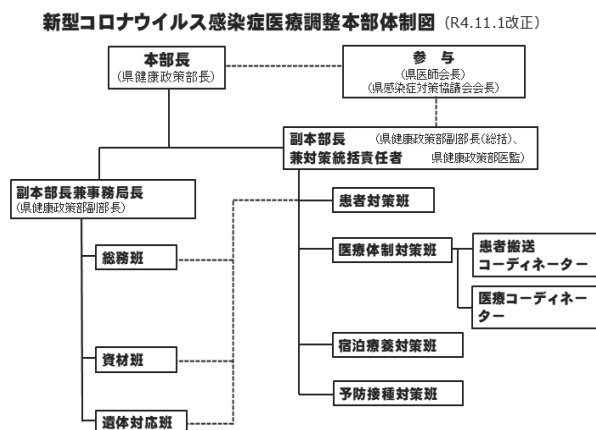 新型コロナウイルス感染症医療調整本部体制図 (R4.11.1改正)
本部長
(県健康政策部長)
参 与
(県医師会長)
(県感染症対策協議会会長)
副本部長 (県健康政策部副部長(総括)、
兼対策統括責任者 県健康政策部医監)
副本部長兼事務局長
(県健康政策部副部長)
患者対策班
総務班
医療体制対策班
患者搬送
コーディネーター
医療コーディネー
ター
資材班
宿泊療養対策班
予防接種対策班
遺体対応班